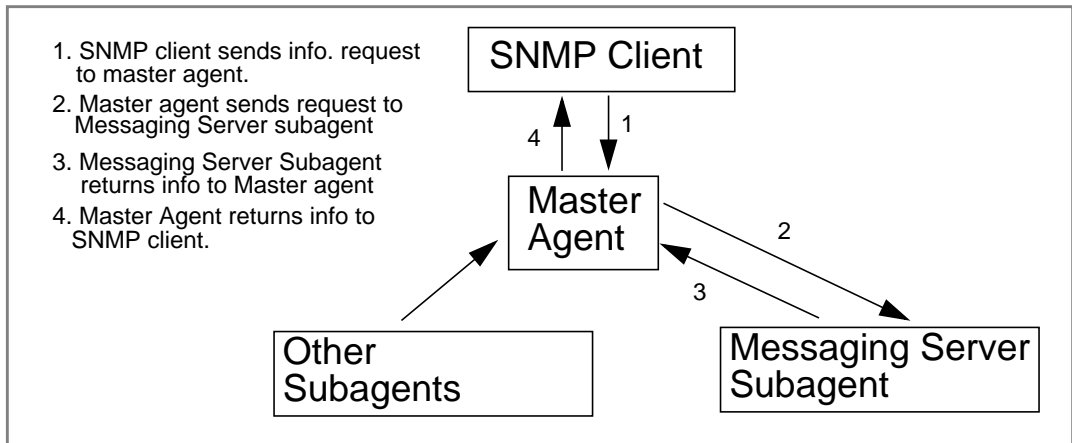 1. SNMP client sends info. request
to master agent.
2. Master agent sends request to
Messaging Server subagent
3. Messaging Server Subagent
returns info to Master agent
4. Master Agent returns info to
SNMP client.
SNMP Client
4
1
Master
Agent
2
3
Other
Subagents
Messaging Server
Subagent